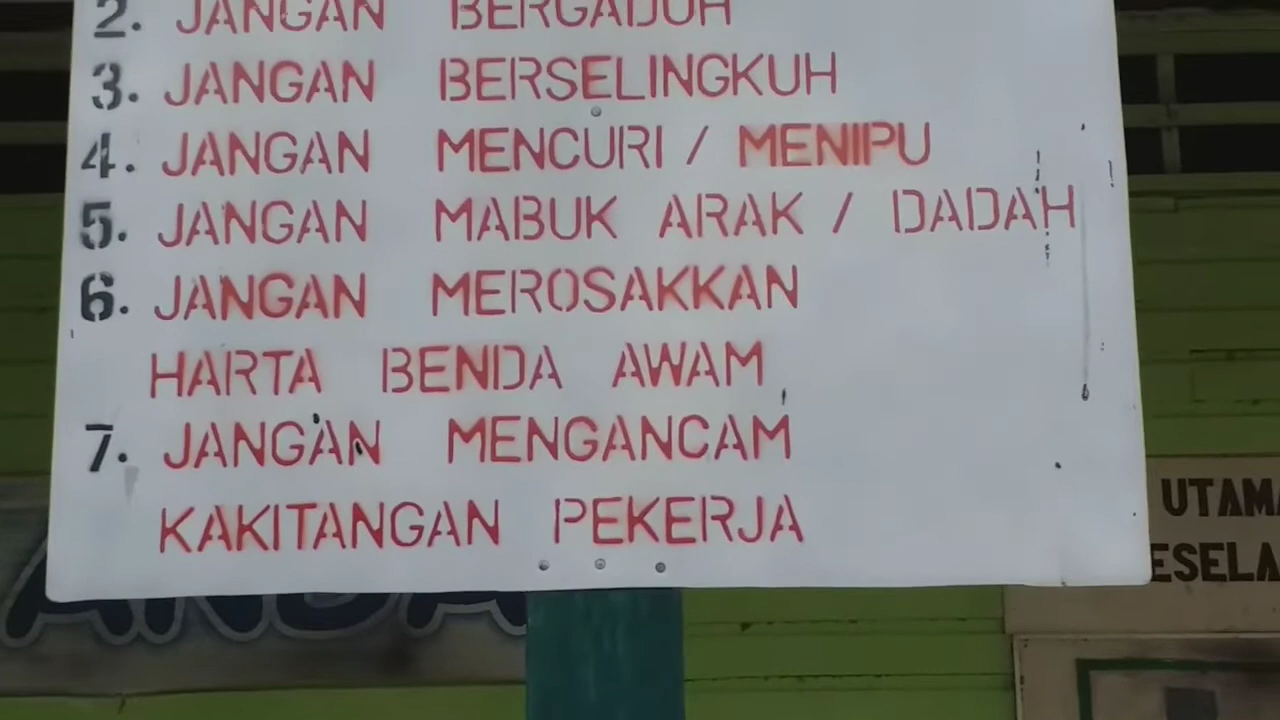 2. JANGAN BERGADUH
3. JANGAN BERSELINGKUH
4. JANGAN MENCURI / MENIPU
5. JANGAN MABUK ARAK / DADAH
6. JANGAN MEROSAKKAN
HARTA BENDA AWAM
7. JANGAN MENGANCAM
KAKITANGAN PEKERJA
UTAMA
ESELA